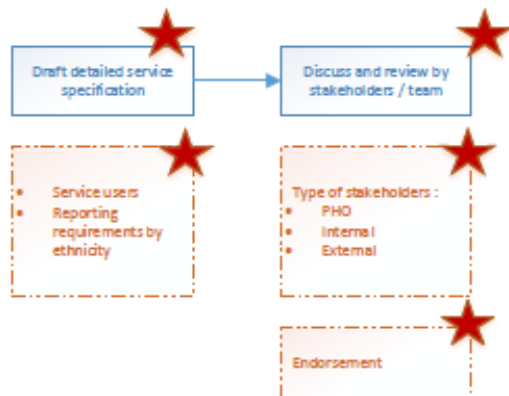 Draft detailed service
specification
Discuss and review by
stakeholders / team
• Service users
• Reporting
requirements by
ethnicity
Type of stakeholders :
• PHO
• Internal
• External
Endorsement